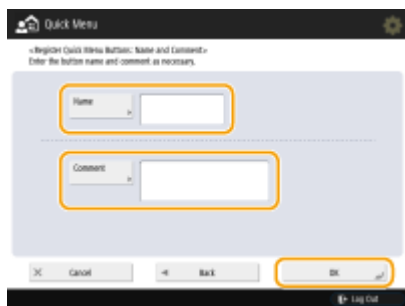 Quick Menu
<Register Quick Menu Buttons: Name and Comment>
Enter the button name and comment as necessary.
Name
Comment
Cancel
Back
OK
Log Out